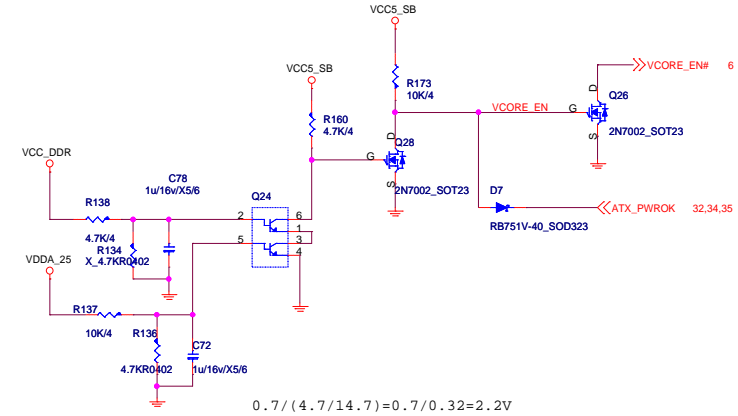 VCC5_SB
VCC5_SB
R173
10K/4
VCORE_EN
D
G
S
Q26
2N7002_SOT23
VCORE_EN# 6
R160
4.7K/4
G
D
S
Q28
2N7002_SOT23
D7
RB751V-40_SOD323
ATX_PWROK 32,34,35
VCC_DDR
R138
4.7K/4
C78
1u/16v/X5/6
R134
X_4.7KR0402
Q24
2
5
6
1
3
4
VDDA_25
R137
10K/4
R136
4.7KR0402
C72
1u/16v/X5/6
0.7/(4.7/14.7)=0.7/0.32=2.2V